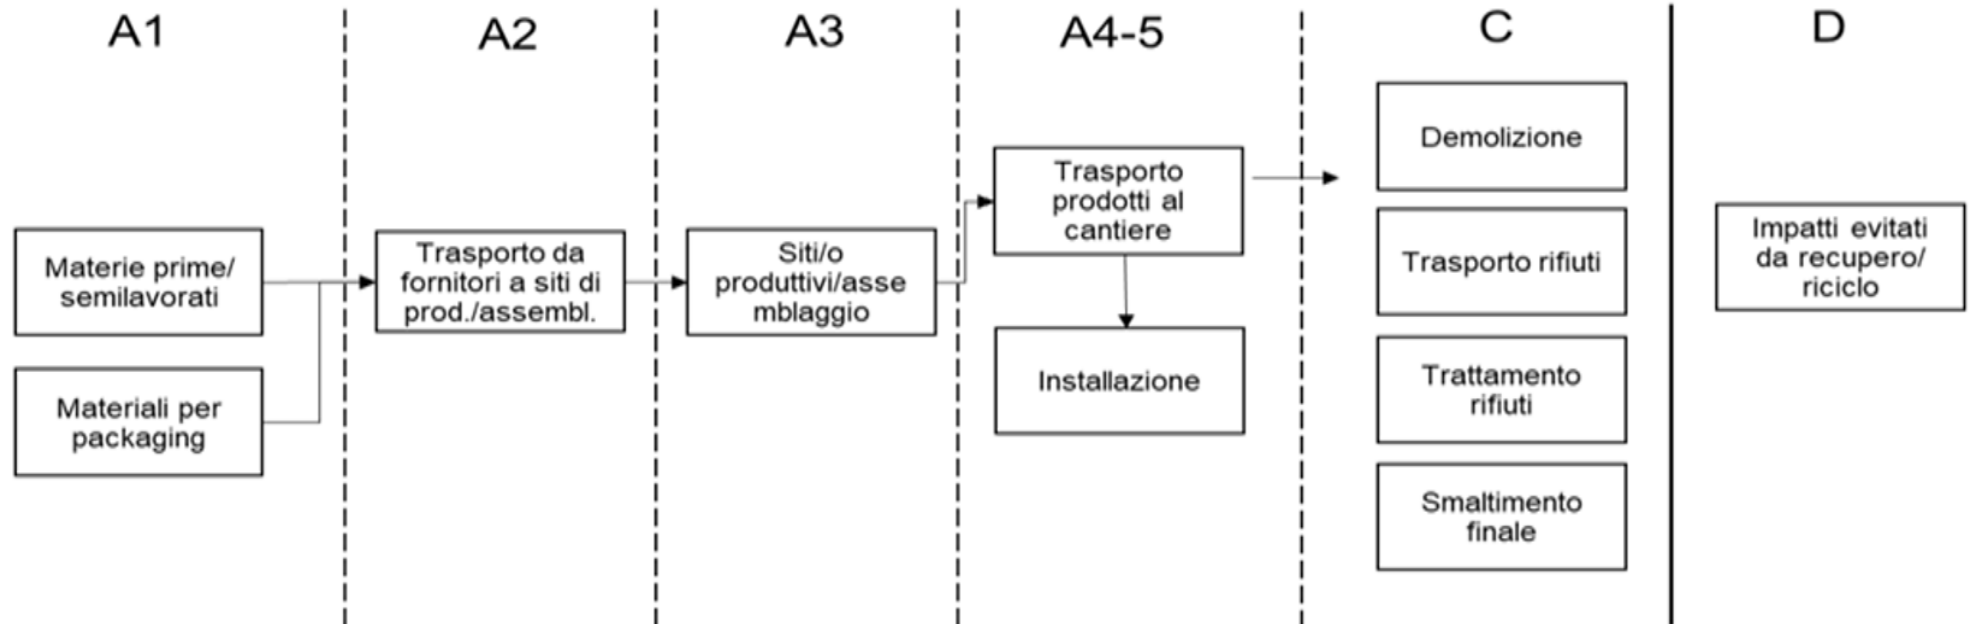 A1
A2
A3
A4-5
C
D
Materie prime/
semilavorati
Materiali per
packaging
Trasporto da
fornitori a siti di
prod./assembl.
Siti/o
produttivi/asse
mblaggio
Trasporto
prodotti al
cantiere
Installazione
Demolizione
Trasporto rifiuti
Trattamento
rifiuti
Smaltimento
finale
Impatti evitati
da recupero/
riciclo